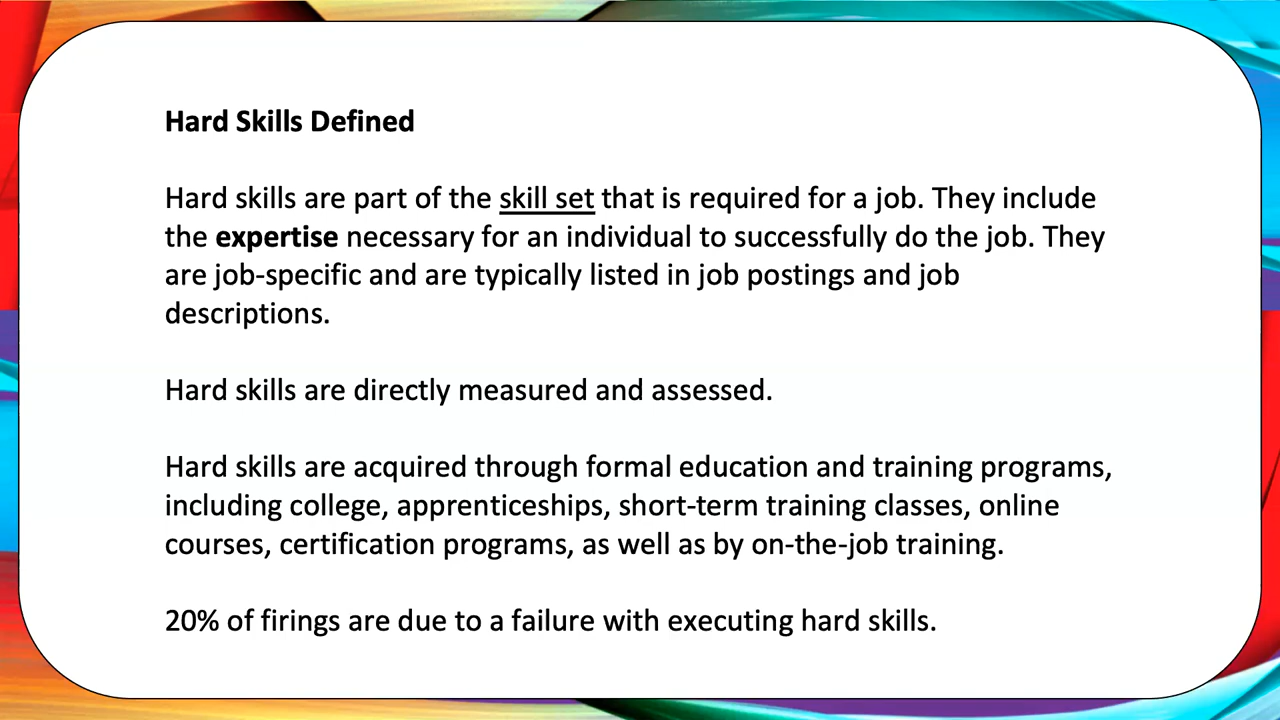 Hard Skills Defined
Hard skills are part of the skill set that is required for a job. They include
the expertise necessary for an individual to successfully do the job. They
are job-specific and are typically listed in job postings and job
descriptions.
Hard skills are directly measured and assessed.
Hard skills are acquired through formal education and training programs,
including college, apprenticeships, short-term training classes, online
courses, certification programs, as well as by on-the-job training.
20% of firings are due to a failure with executing hard skills.